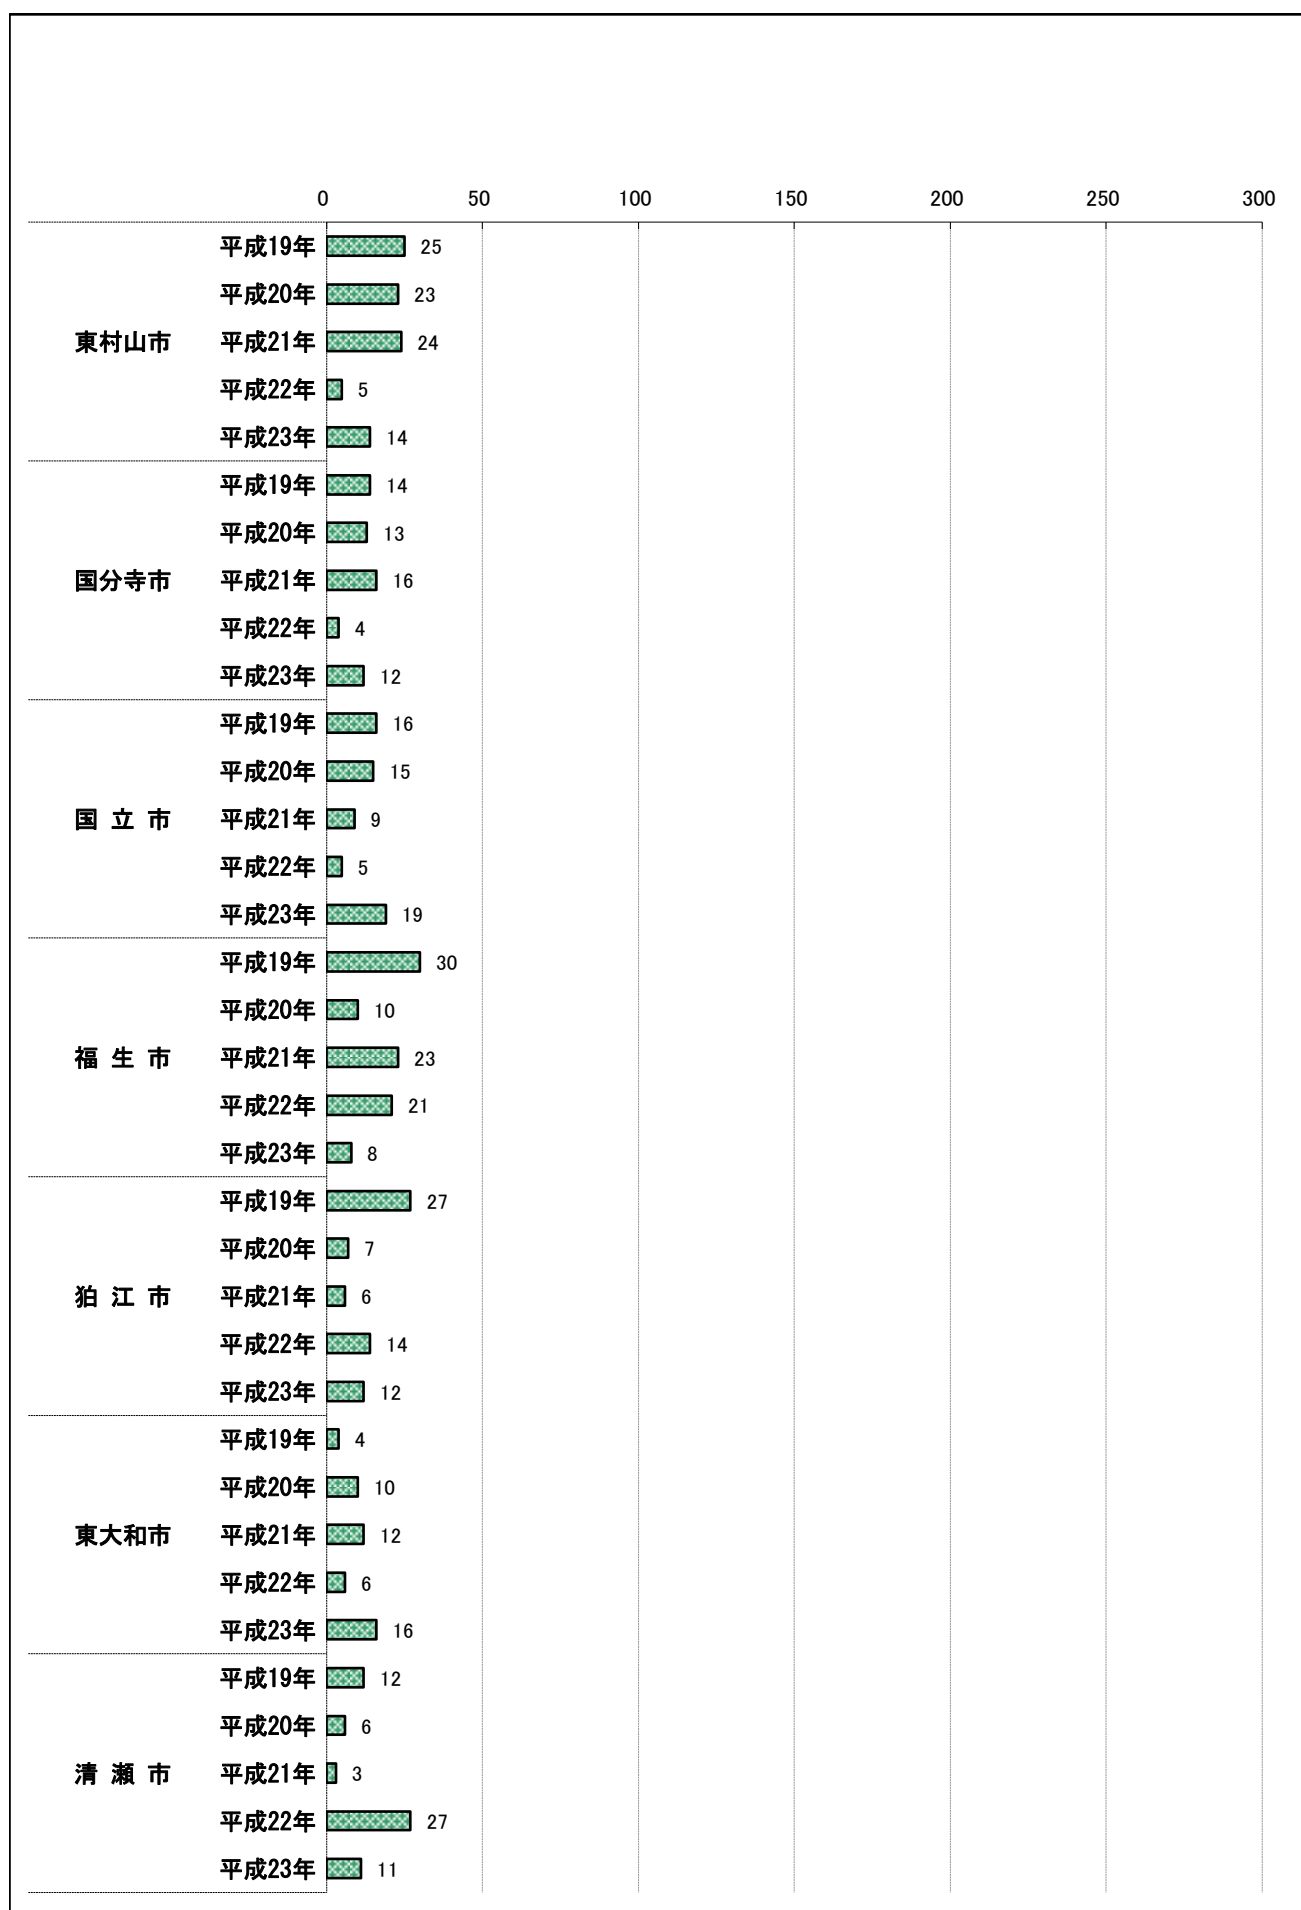 0 50 100 150 200 250 300
平成19年 25
平成20年 23
東村山市 平成21年 24
平成22年 5
平成23年 14
平成19年 14
平成20年 13
国分寺市 平成21年 16
平成22年 4
平成23年 12
平成19年 16
平成20年 15
国 立 市 平成21年 9
平成22年 5
平成23年 19
平成19年 30
平成20年 10
福 生 市 平成21年 23
平成22年 21
平成23年 8
平成19年 27
平成20年 7
狛 江 市 平成21年 6
平成22年 14
平成23年 12
平成19年 4
平成20年 10
東大和市 平成21年 12
平成22年 6
平成23年 16
平成19年 12
平成20年 6
清 瀬 市 平成21年 3
平成22年 27
平成23年 11